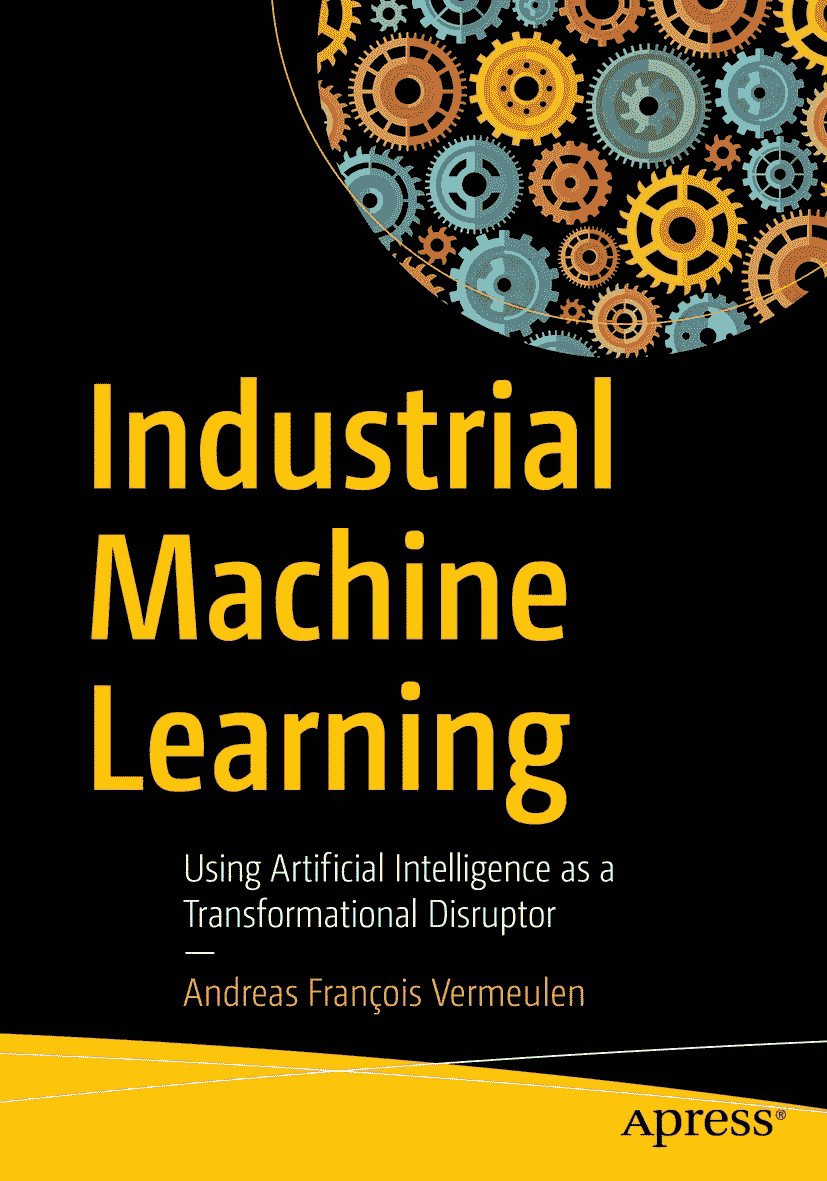 Industrial
Machine
Learning
Using Artificial Intelligence as a
Transformational Disruptor
—
Andreas François Vermeulen
Apress®